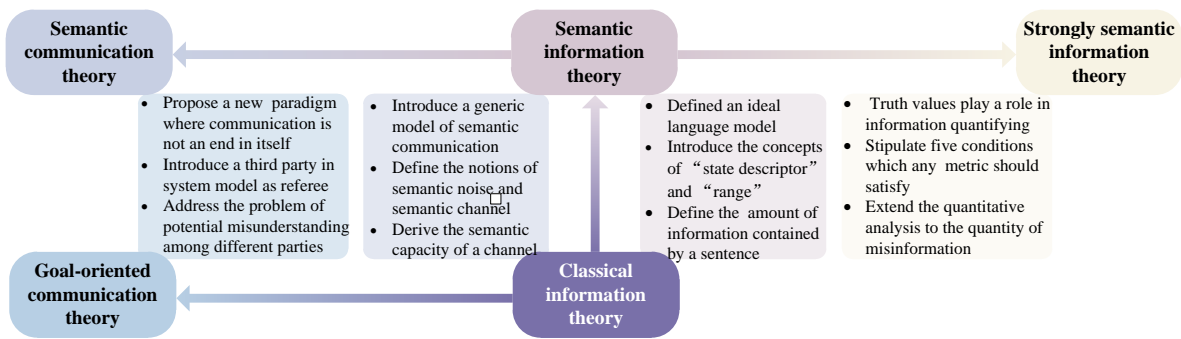 Semantic
communication
theory
Semantic
information
theory
Strongly semantic
information
theory
• Propose a new paradigm
where communication is
not an end in itself
• Introduce a third party in
system model as referee
• Address the problem of
potential misunderstanding
among different parties
• Introduce a generic
model of semantic
communication
• Define the notions of
semantic noise and
semantic channel
• Derive the semantic
capacity of a channel
• Defined an ideal
language model
• Introduce the concepts
of “state descriptor”
and “range”
• Define the amount of
information contained
by a sentence
• Truth values play a role in
information quantifying
• Stipulate five conditions
which any metric should
satisfy
• Extend the quantitative
analysis to the quantity of
misinformation
Goal-oriented
communication
theory
Classical
information
theory